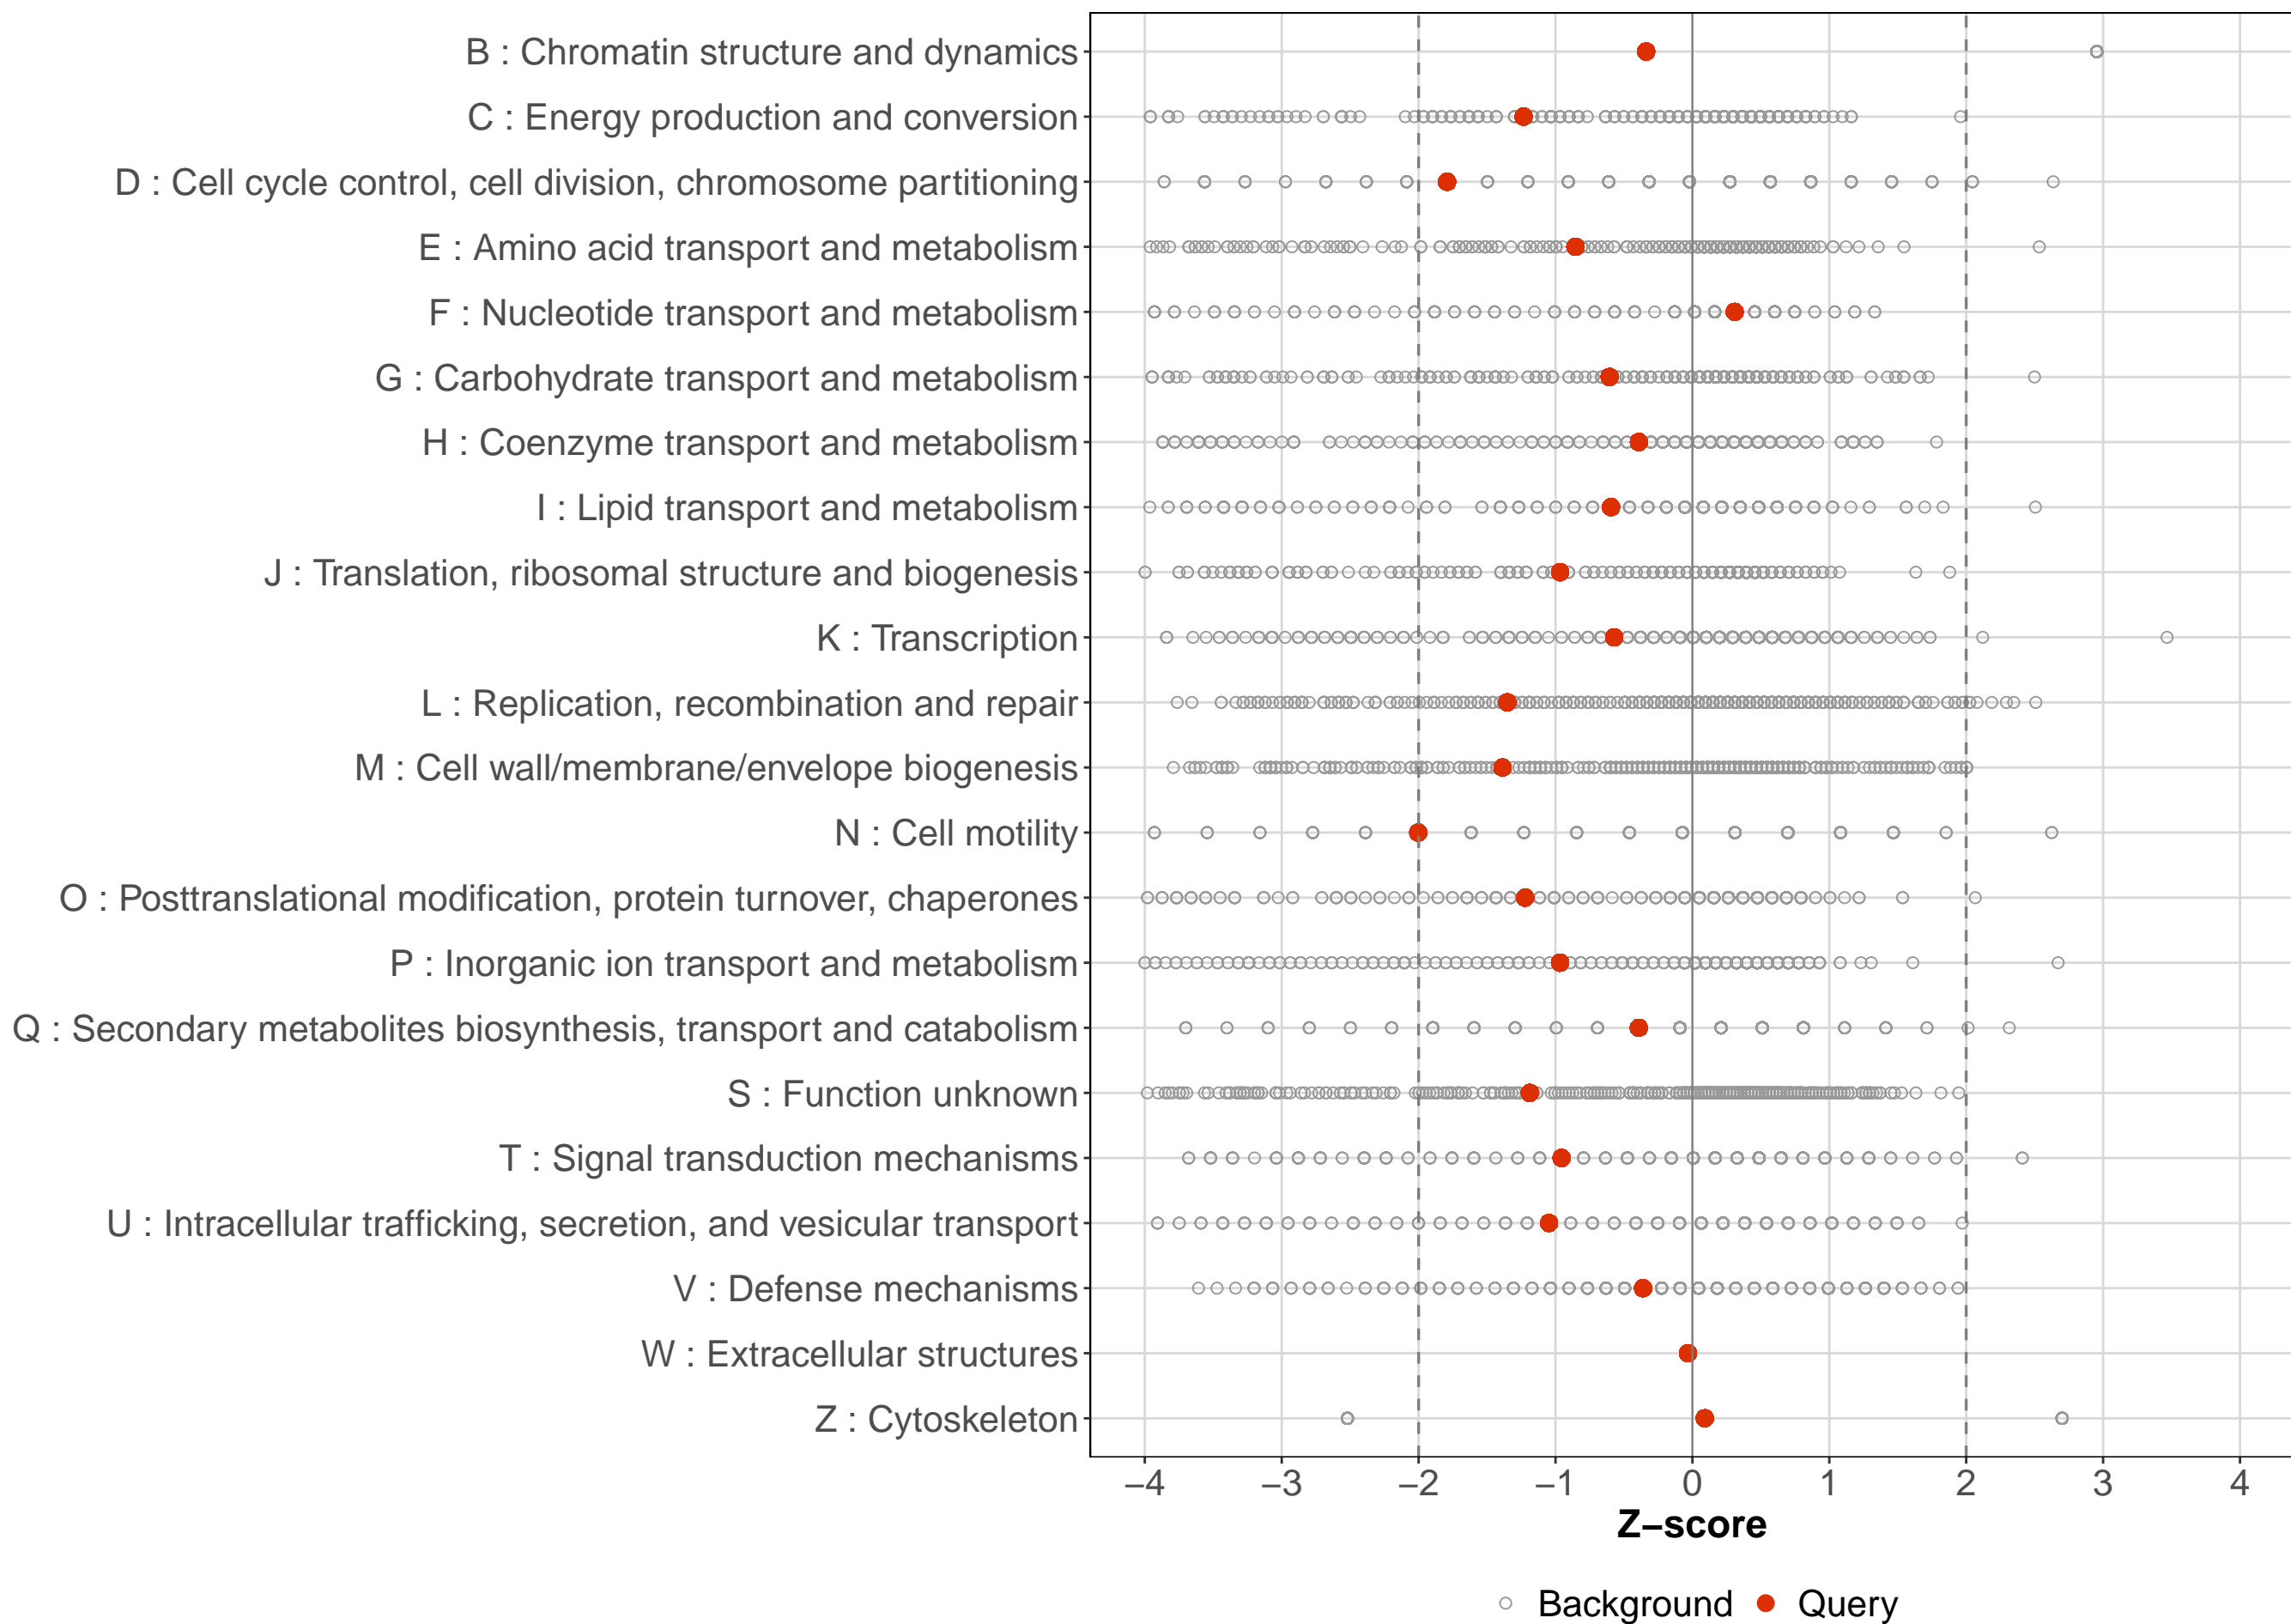 B : Chromatin structure and dynamics
C : Energy production and conversion
D : Cell cycle control, cell division, chromosome partitioning
E : Amino acid transport and metabolism
F : Nucleotide transport and metabolism
G : Carbohydrate transport and metabolism
H : Coenzyme transport and metabolism
I : Lipid transport and metabolism
J : Translation, ribosomal structure and biogenesis
K : Transcription
L : Replication, recombination and repair
M : Cell wall/membrane/envelope biogenesis
N : Cell motility
O : Posttranslational modification, protein turnover, chaperones
P : Inorganic ion transport and metabolism
Q : Secondary metabolites biosynthesis, transport and catabolism
S : Function unknown
T : Signal transduction mechanisms
U : Intracellular trafficking, secretion, and vesicular transport
V : Defense mechanisms
W : Extracellular structures
Z : Cytoskeleton
−4 −3 −2 −1 0 1 2 3 4
Z−score
Background Query